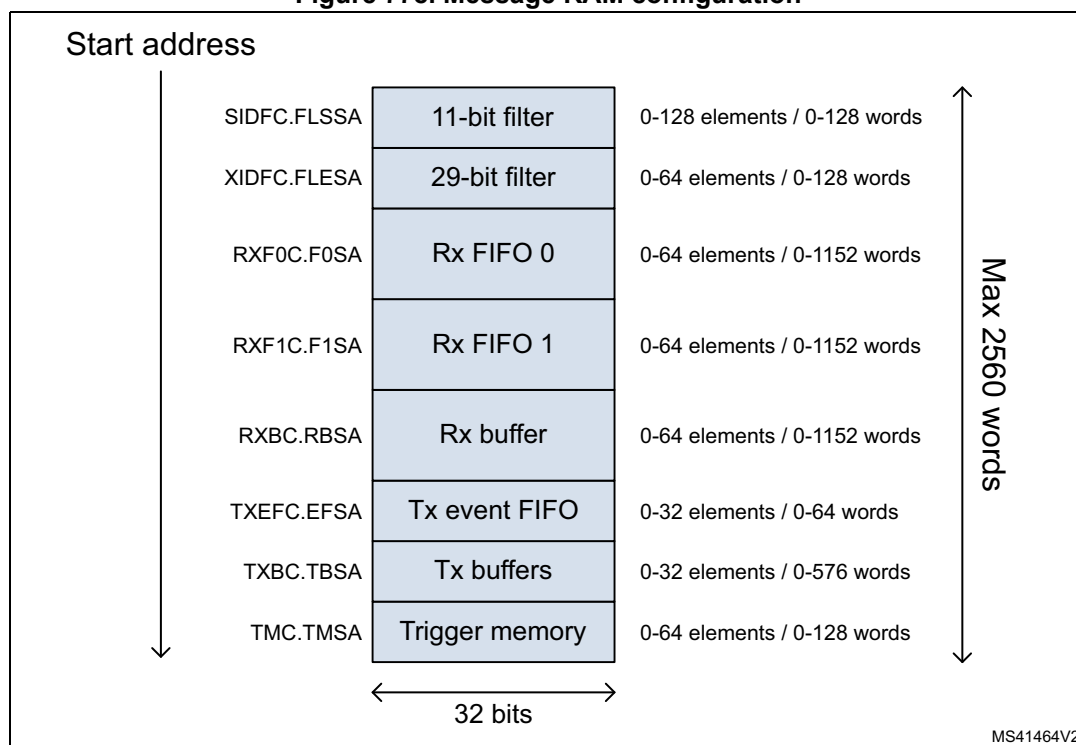 Start address
SIDFC.FLSSA 11-bit filter 0-128 elements / 0-128 words
XIDFC.FLESA 29-bit filter 0-64 elements / 0-128 words
RXF0C.F0SA Rx FIFO 0 0-64 elements / 0-1152 words
RXF1C.F1SA Rx FIFO 1 0-64 elements / 0-1152 words
RXBC.RBSA Rx buffer 0-64 elements / 0-1152 words
TXEFC.EFSA Tx event FIFO 0-32 elements / 0-64 words
TXBC.TBSA Tx buffers 0-32 elements / 0-576 words
TMC.TMSA Trigger memory 0-64 elements / 0-128 words
Max 2560 words
32 bits
MS41464V2